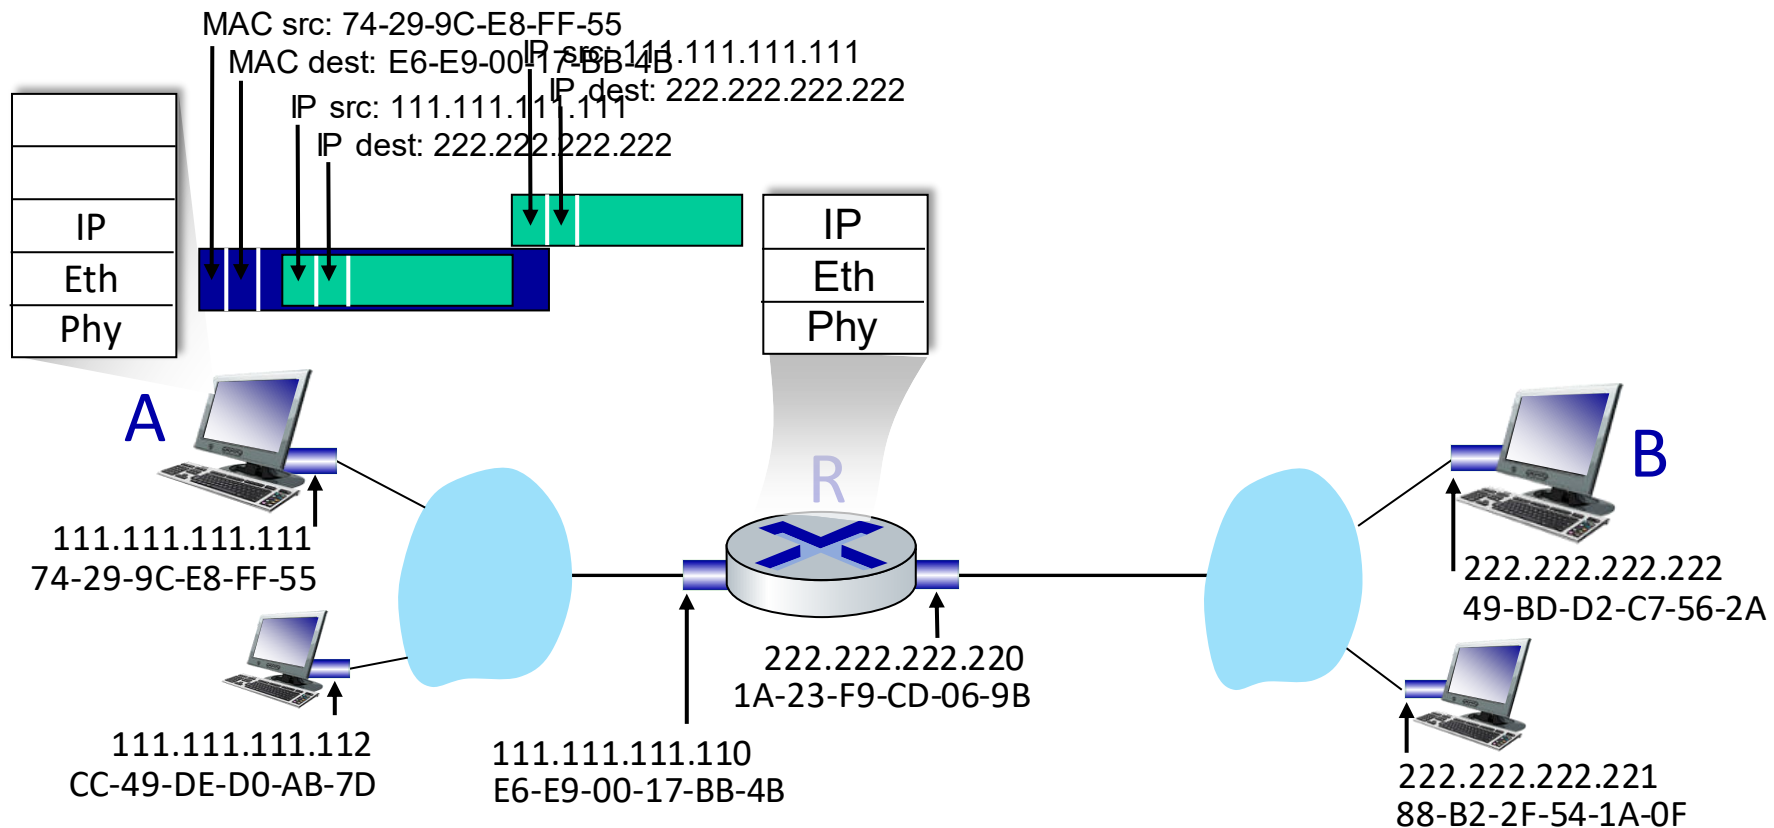 MAC src: 74-29-9C-E8-FF-55
MAC dest: E6-E9-00-17-BB-4B
IP src: 111.111.111.111
IP dest: 222.222.222.222
IP src: 111.111.111.111
IP dest: 222.222.222.222
IP
Eth
Phy
IP
Eth
Phy
A
R
B
111.111.111.111
74-29-9C-E8-FF-55
222.222.222.222
49-BD-D2-C7-56-2A
222.222.222.220
1A-23-F9-CD-06-9B
111.111.111.112
CC-49-DE-D0-AB-7D
111.111.111.110
E6-E9-00-17-BB-4B
222.222.222.221
88-B2-2F-54-1A-0F